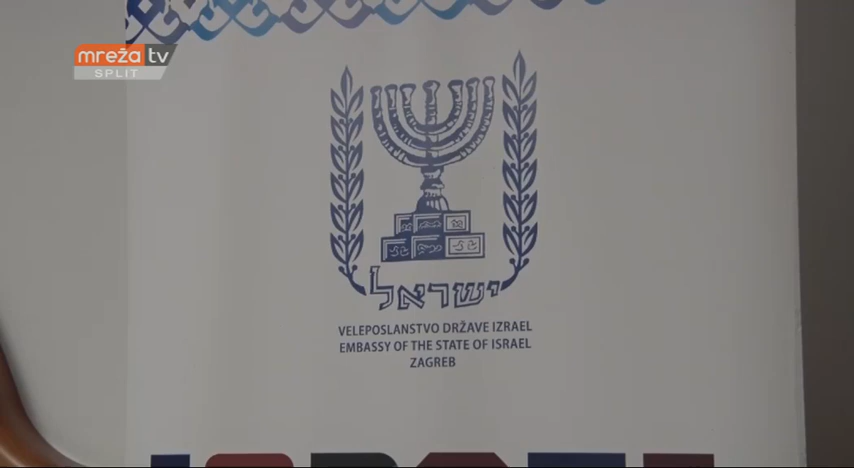 mreža tv
SPLIT
ישראל
VELEPOSLANSTVO DRŽAVE IZRAEL
EMBASSY OF THE STATE OF ISRAEL
ZAGREB